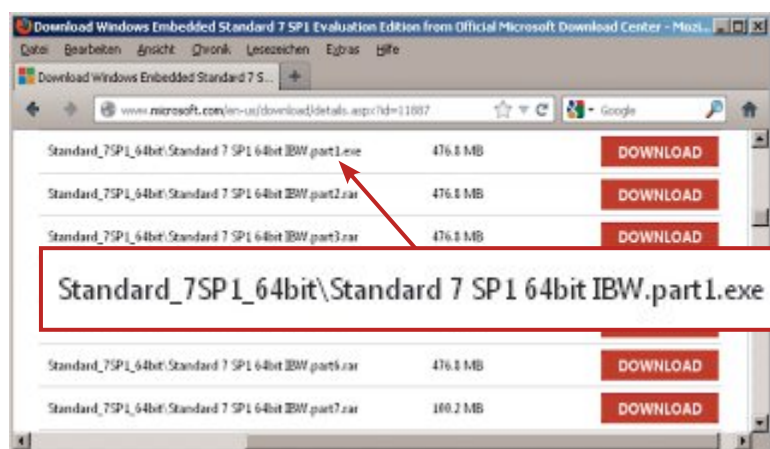 Download Windows Embedded Standard 7 SP1 Evaluation Edition from Official Microsoft Download Center - Mozi...
Datei Bearbeiten Ansicht Chronik Lesezeichen Extras Hilfe
Download Windows Embedded Standard 7 S... +
www.microsoft.com/en-us/download/details.aspx?id=11887 Google
Standard_7SP1_64bit\Standard 7 SP1 64bit IBW.part1.exe 476.8 MB DOWNLOAD
Standard_7SP1_64bit\Standard 7 SP1 64bit IBW.part2.rar 476.8 MB DOWNLOAD
Standard_7SP1_64bit\Standard 7 SP1 64bit IBW.part3.rar 476.8 MB DOWNLOAD
Standard_7SP1_64bit\Standard 7 SP1 64bit IBW.part1.exe
Standard_7SP1_64bit\Standard 7 SP1 64bit IBW.part6.rar 476.8 MB DOWNLOAD
Standard_7SP1_64bit\Standard 7 SP1 64bit IBW.part7.rar 100.2 MB DOWNLOAD